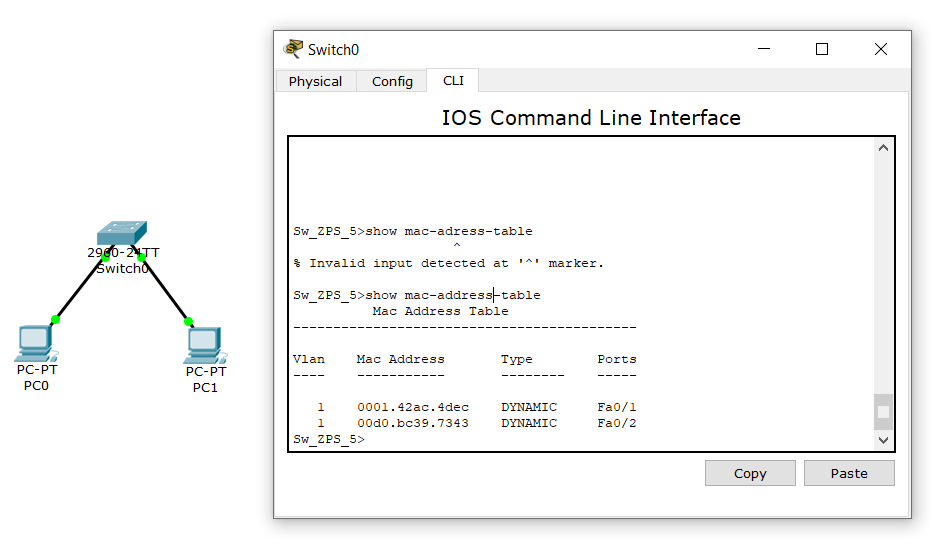 2960-24TT
Switch0
PC-PT
PC0
PC-PT
PC1
Switch0
Physical Config CLI
IOS Command Line Interface
Sw_ZPS_5>show mac-adress-table
^
% Invalid input detected at '^' marker.
Sw_ZPS_5>show mac-address-table
Mac Address Table
-------------------------------------------
Vlan Mac Address Type Ports
---- ----------- -------- -----
1 0001.42ac.4dec DYNAMIC Fa0/1
1 00d0.bc39.7343 DYNAMIC Fa0/2
Sw_ZPS_5>
Copy Paste